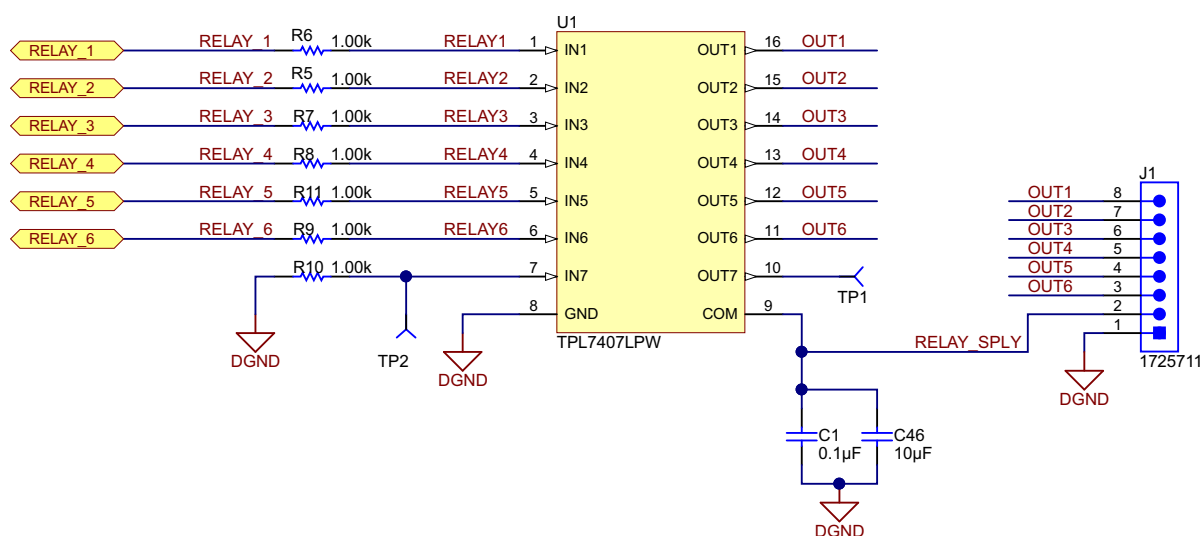 U1
RELAY_1 RELAY_1 R6 1.00k RELAY1 1 IN1 OUT1 16 OUT1
RELAY_2 RELAY_2 R5 1.00k RELAY2 2 IN2 OUT2 15 OUT2
RELAY_3 RELAY_3 R7 1.00k RELAY3 3 IN3 OUT3 14 OUT3
RELAY_4 RELAY_4 R8 1.00k RELAY4 4 IN4 OUT4 13 OUT4
RELAY_5 RELAY_5 R11 1.00k RELAY5 5 IN5 OUT5 12 OUT5
RELAY_6 RELAY_6 R9 1.00k RELAY6 6 IN6 OUT6 11 OUT6
R10 1.00k 7 IN7 OUT7 10
TP1
8 GND COM 9
TPL7407LPW
DGND
TP2
DGND
J1
OUT1 8
OUT2 7
OUT3 6
OUT4 5
OUT5 4
OUT6 3
2
RELAY_SPLY 1
1725711
DGND
C1
0.1µF
C46
10µF
DGND